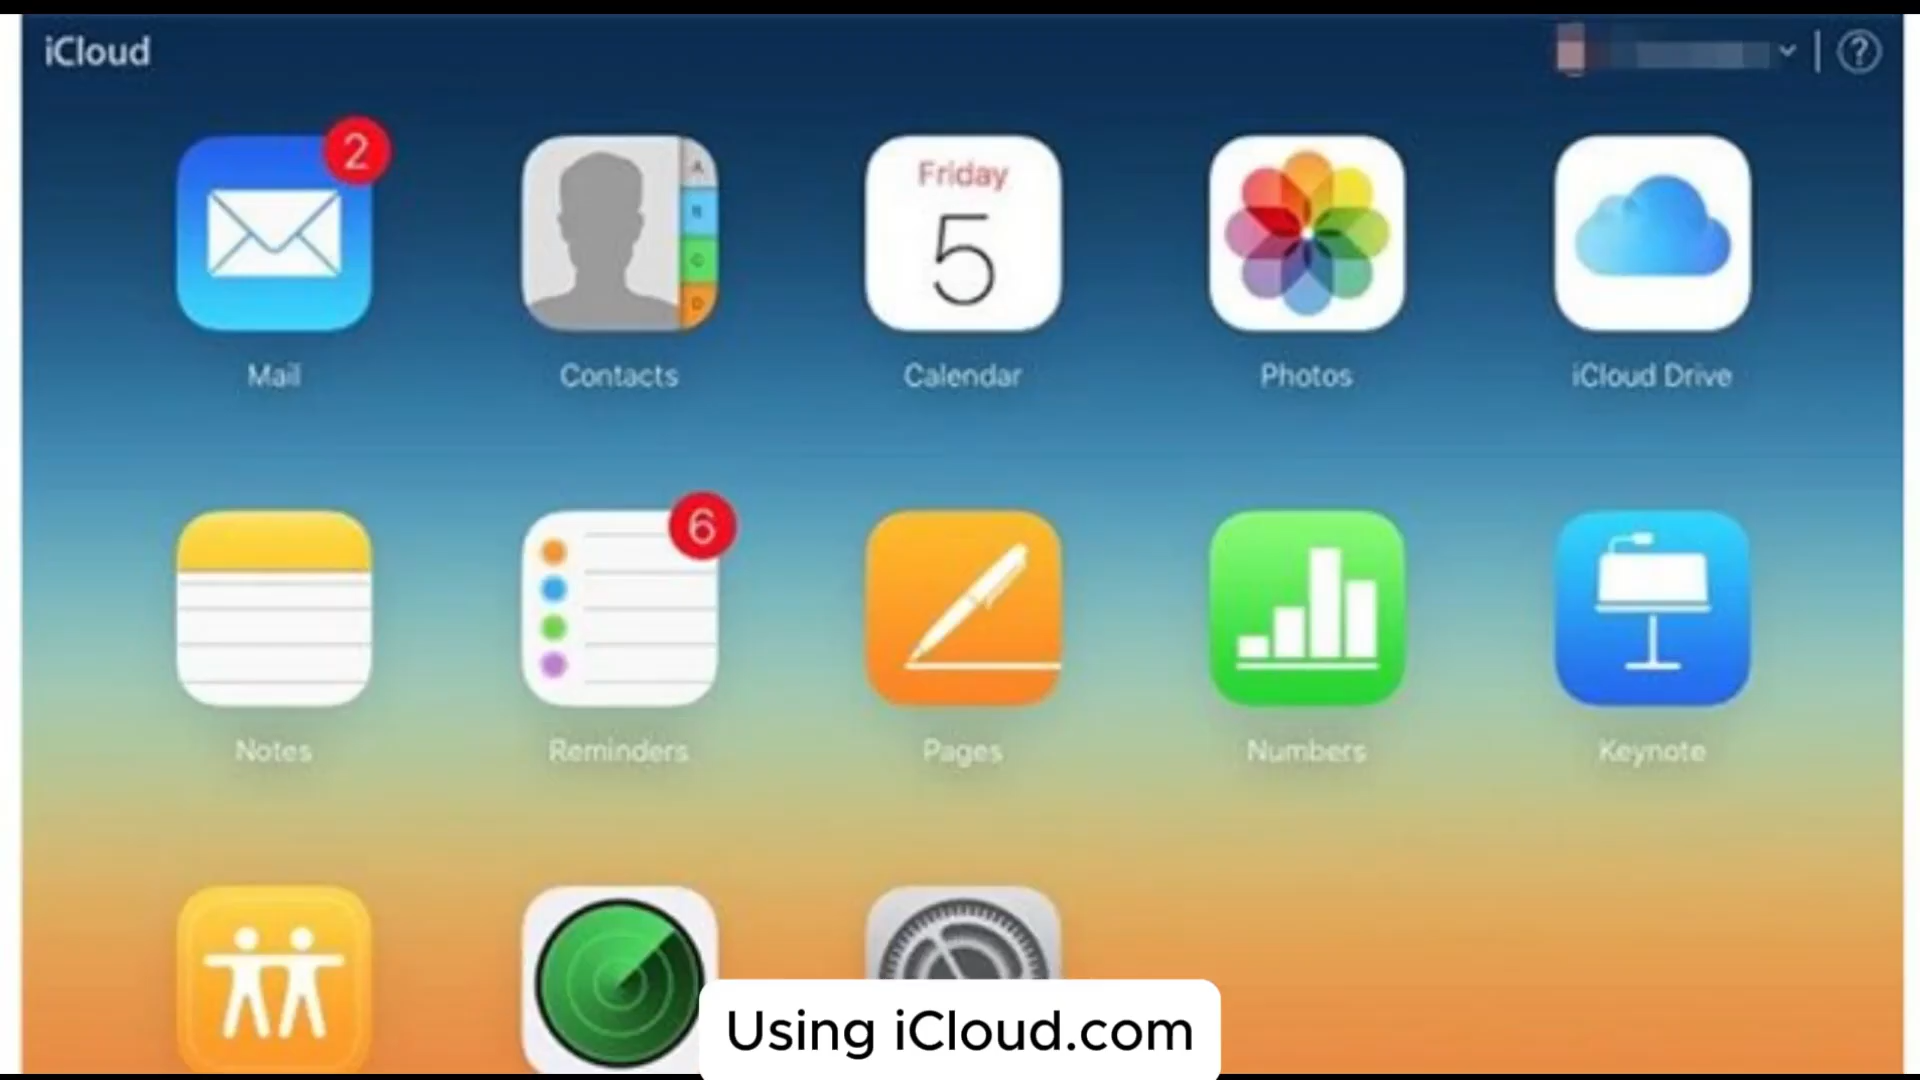 iCloud
2
A
B
C
D
Friday
5
Mail
Contacts
Calendar
Photos
iCloud Drive
6
Notes
Reminders
Pages
Numbers
Keynote
Using iCloud.com